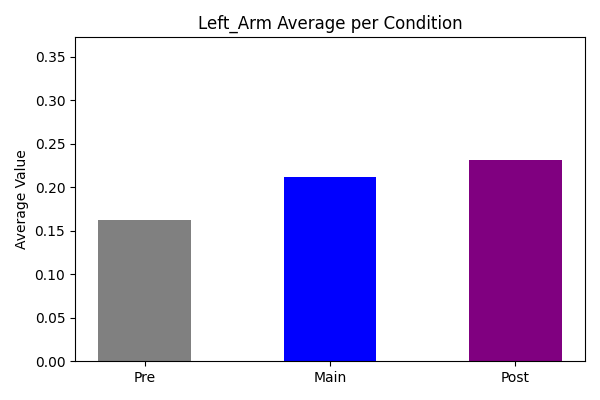 Left_Arm Average per Condition
Average Value
0.35
0.30
0.25
0.20
0.15
0.10
0.05
0.00
Pre
Main
Post